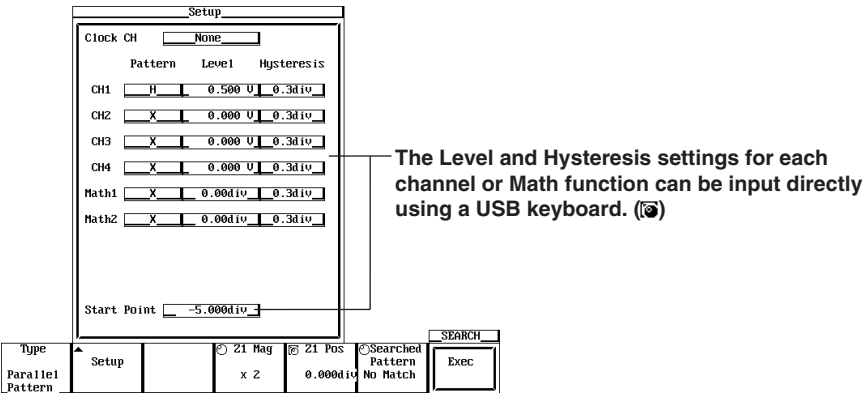 Setup
Clock CH None
Pattern Level Hysteresis
CH1 H 0.500 V 0.3div
CH2 X 0.000 V 0.3div
CH3 X 0.000 V 0.3div
CH4 X 0.000 V 0.3div
Math1 X 0.00div 0.3div
Math2 X 0.00div 0.3div
Start Point -5.000div
The Level and Hysteresis settings for each
channel or Math function can be input directly
using a USB keyboard. ( )
Type
Parallel
Pattern
Setup
Z1 Mag
x 2
Z1 Pos
0.000div
Searched
Pattern
No Match
SEARCH
Exec